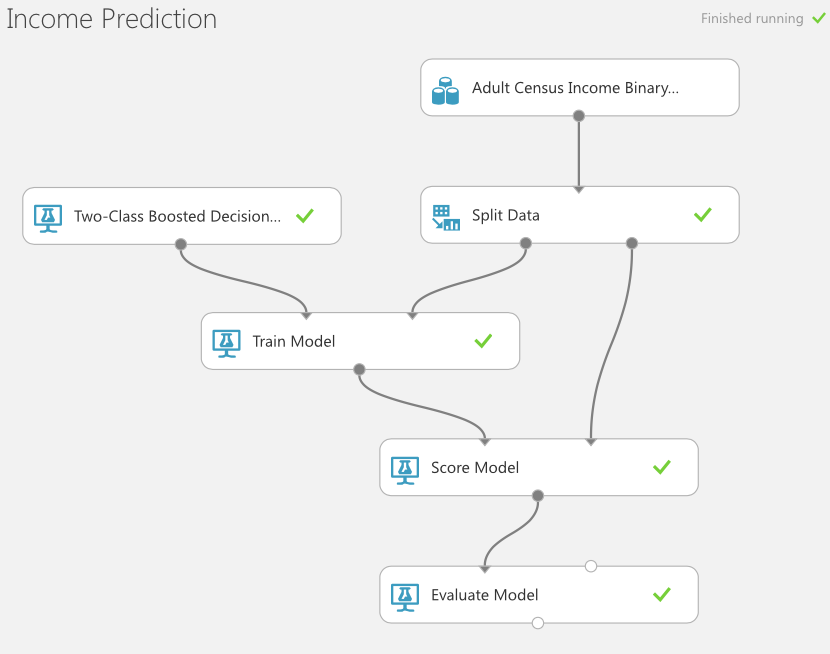 Income Prediction
Finished running
Adult Census Income Binary...
Two-Class Boosted Decision...
Split Data
Train Model
Score Model
Evaluate Model